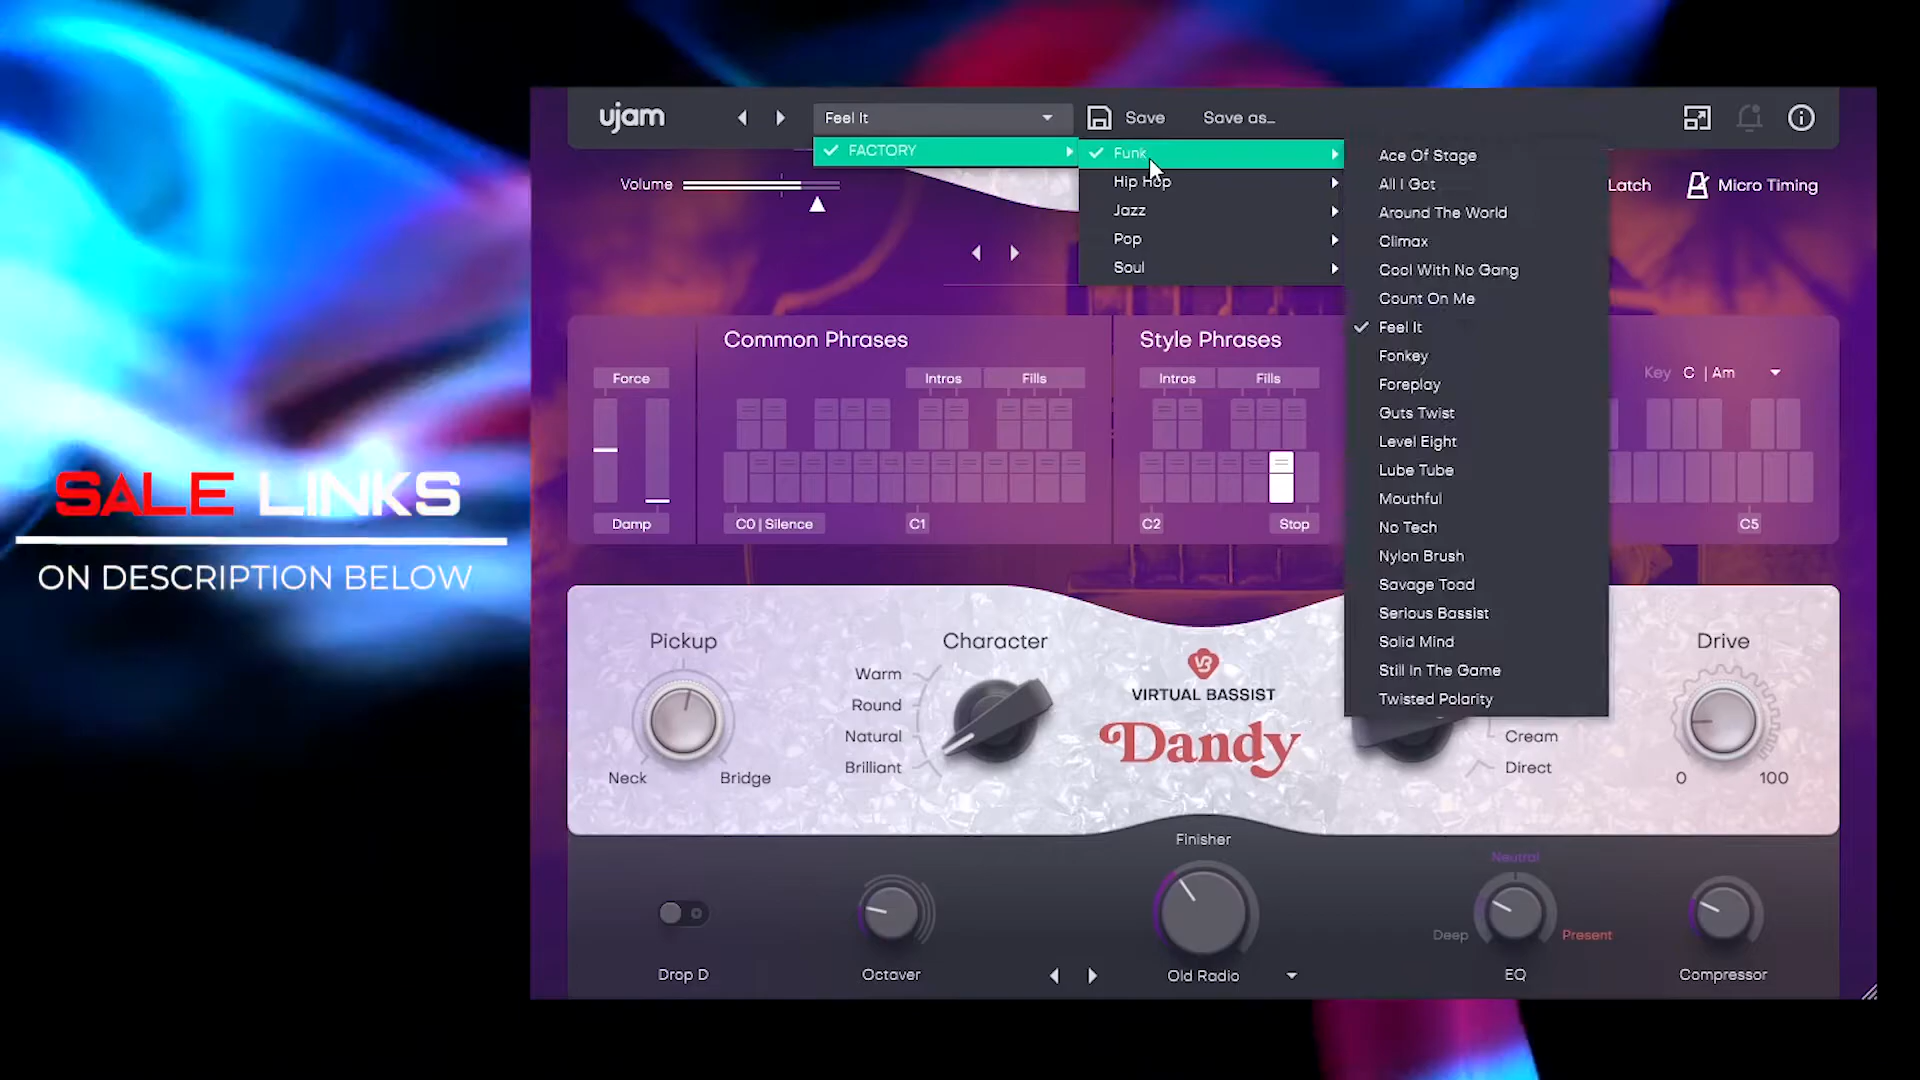 SALE LINKS
ON DESCRIPTION BELOW
ujam
Feel It
Save
Save as...
FACTORY
Funk
Hip Hop
Jazz
Pop
Soul
Ace Of Stage
All I Got
Around The World
Climax
Cool With No Gang
Count On Me
Feel It
Fonkey
Foreplay
Guts Twist
Level Eight
Lube Tube
Mouthful
No Tech
Nylon Brush
Savage Toad
Serious Bassist
Solid Mind
Still In The Game
Twisted Polarity
Volume
Latch
Micro Timing
Common Phrases
Style Phrases
Force
Intros
Fills
Intros
Fills
Key C | Am
Damp
C0 | Silence
C1
C2
Stop
C5
Pickup
Neck
Bridge
Character
Warm
Round
Natural
Brilliant
VB
VIRTUAL BASSIST
Dandy
Cream
Direct
Drive
0
100
Finisher
Drop D
Octaver
Old Radio
Neutral
Deep
Present
EQ
Compressor